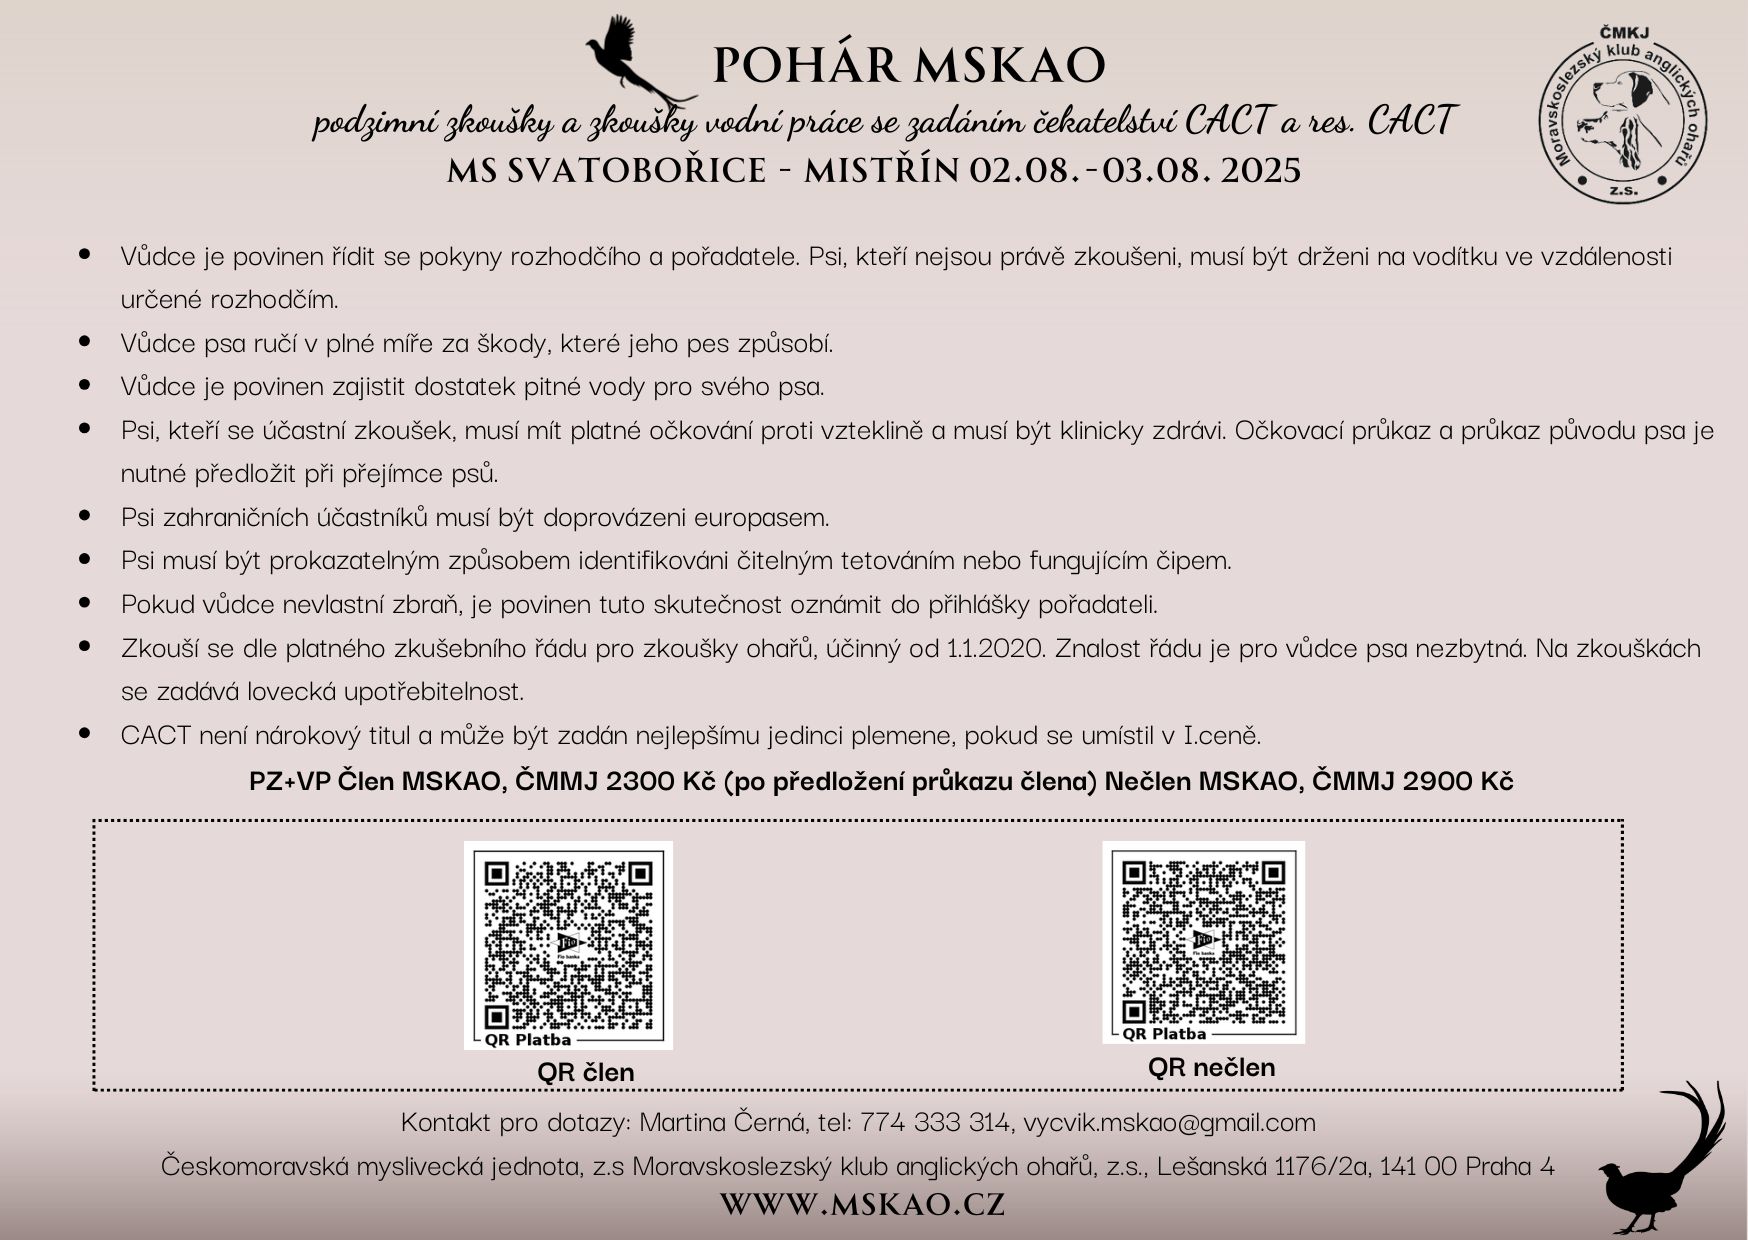 POHÁR MSKAO
podzimní zkoušky a zkoušky vodní práce se zadáním čekatelství CACT a res. CACT
MS SVATOBOŘICE - MISTŘÍN 02.08.-03.08. 2025
ČMKJ
Moravskoslezský klub anglických ohařů
z.s.
• Vůdce je povinen řídit se pokyny rozhodčího a pořadatele. Psi, kteří nejsou právě zkoušeni, musí být drženi na vodítku ve vzdálenosti
určené rozhodčím.
• Vůdce psa ručí v plné míře za škody, které jeho pes způsobí.
• Vůdce je povinen zajistit dostatek pitné vody pro svého psa.
• Psi, kteří se účastní zkoušek, musí mít platné očkování proti vzteklině a musí být klinicky zdrávi. Očkovací průkaz a průkaz původu psa je
nutné předložit při přejímce psů.
• Psi zahraničních účastníků musí být doprovázeni europasem.
• Psi musí být prokazatelným způsobem identifikováni čitelným tetováním nebo fungujícím čipem.
• Pokud vůdce nevlastní zbraň, je povinen tuto skutečnost oznámit do přihlášky pořadateli.
• Zkouší se dle platného zkušebního řádu pro zkoušky ohařů, účinný od 1.1.2020. Znalost řádu je pro vůdce psa nezbytná. Na zkouškách
se zadává lovecká upotřebitelnost.
• CACT není nárokový titul a může být zadán nejlepšímu jedinci plemene, pokud se umístil v I.ceně.
PZ+VP Člen MSKAO, ČMMJ 2300 Kč (po předložení průkazu člena) Nečlen MSKAO, ČMMJ 2900 Kč
Fio banka
QR Platba
QR člen
Fio banka
QR Platba
QR nečlen
Kontakt pro dotazy: Martina Černá, tel: 774 333 314, vycvik.mskao@gmail.com
Českomoravská myslivecká jednota, z.s Moravskoslezský klub anglických ohařů, z.s., Lešanská 1176/2a, 141 00 Praha 4
WWW.MSKAO.CZ